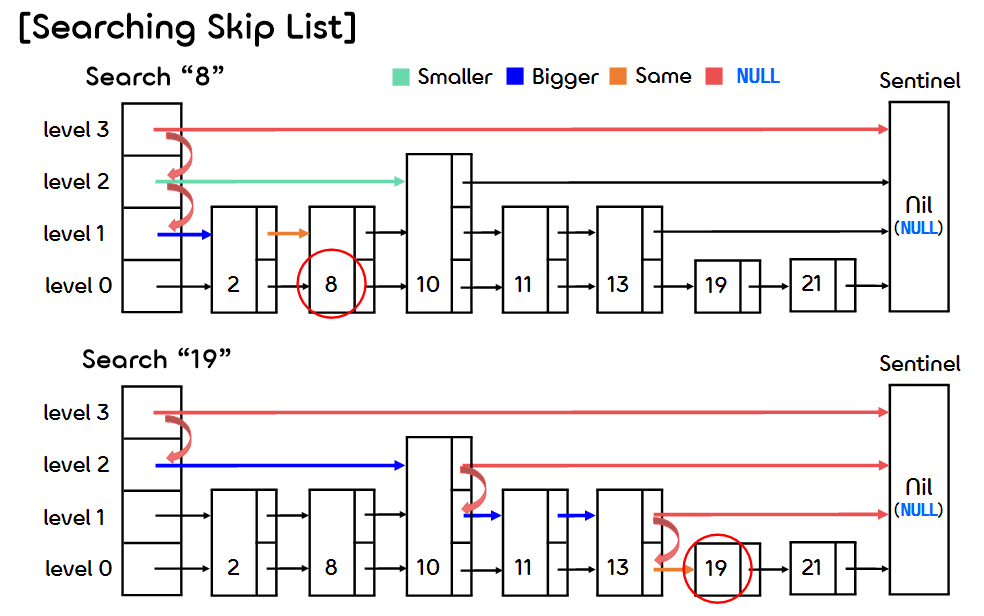 [Searching Skip List]
Search “8”
Smaller Bigger Same NULL
Sentinel
level 3
level 2
level 1
level 0
2 8 10 11 13 19 21
Nil
(NULL)
Search “19”
Sentinel
level 3
level 2
level 1
level 0
2 8 10 11 13 19 21
Nil
(NULL)